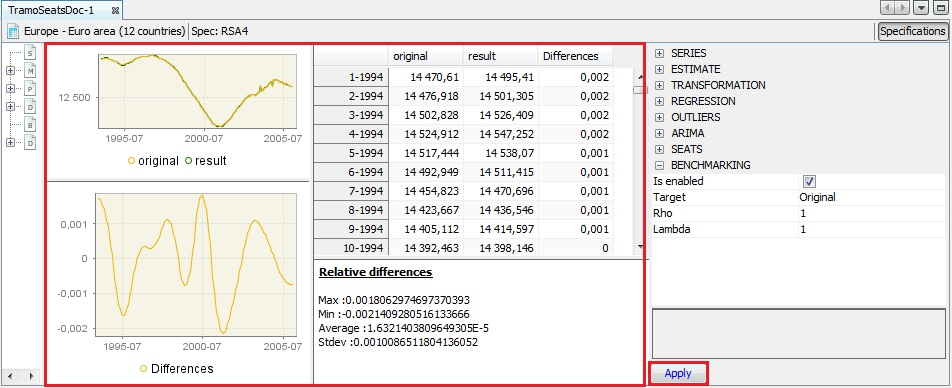 TramoSeatsDoc-1 ×
Europe - Euro area (12 countries) Spec: RSA4
Specifications
S
M
P
D
B
D
12 500
1995-07 2000-07 2005-07
original result
0,001
-0,000
-0,001
-0,002
1995-07 2000-07 2005-07
Differences
original result Differences
1-1994 14 470,61 14 495,41 0,002
2-1994 14 476,918 14 501,305 0,002
3-1994 14 502,828 14 526,409 0,002
4-1994 14 524,912 14 547,252 0,002
5-1994 14 517,444 14 538,07 0,001
6-1994 14 492,949 14 511,415 0,001
7-1994 14 454,823 14 470,696 0,001
8-1994 14 423,667 14 436,546 0,001
9-1994 14 405,112 14 414,597 0,001
10-1994 14 392,463 14 398,146 0
Relative differences
Max :0.0018062974697370393
Min :-0.0021409280516133666
Average :1.6321403809649305E-5
Stdev :0.0010086511804136052
SERIES
ESTIMATE
TRANSFORMATION
REGRESSION
OUTLIERS
ARIMA
SEATS
BENCHMARKING
Is enabled
Target Original
Rho 1
Lambda 1
Apply